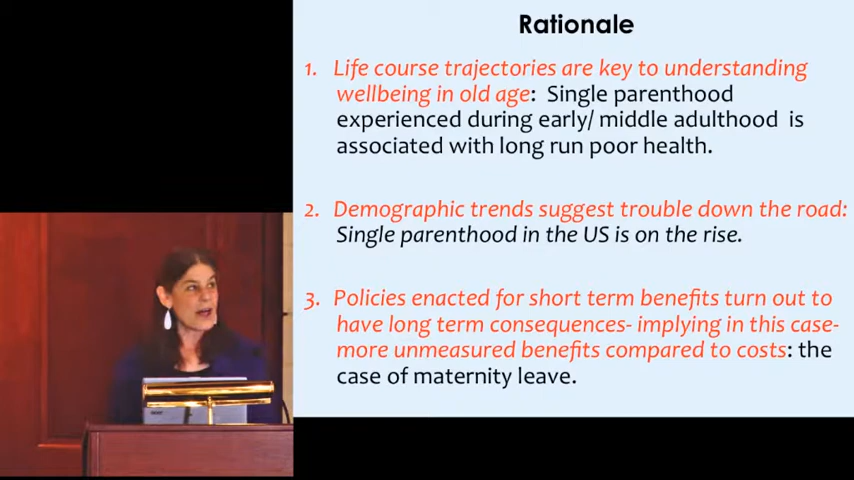 Rationale
1. Life course trajectories are key to understanding
wellbeing in old age: Single parenthood
experienced during early/ middle adulthood is
associated with long run poor health.
2. Demographic trends suggest trouble down the road:
Single parenthood in the US is on the rise.
3. Policies enacted for short term benefits turn out to
have long term consequences- implying in this case-
more unmeasured benefits compared to costs: the
case of maternity leave.